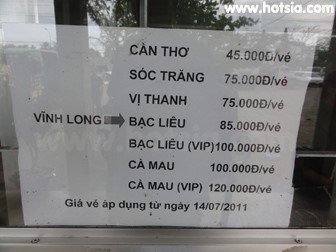 www.hotsia.com
CẦN THƠ 45.000Đ/vé
SÓC TRĂNG 75.000Đ/vé
VỊ THANH 75.000Đ/vé
VĨNH LONG BẠC LIÊU 85.000Đ/vé
BẠC LIÊU (VIP) 100.000Đ/vé
CÀ MAU 100.000Đ/vé
CÀ MAU (VIP) 120.000Đ/vé
Giá vé áp dụng từ ngày 14/07/2011